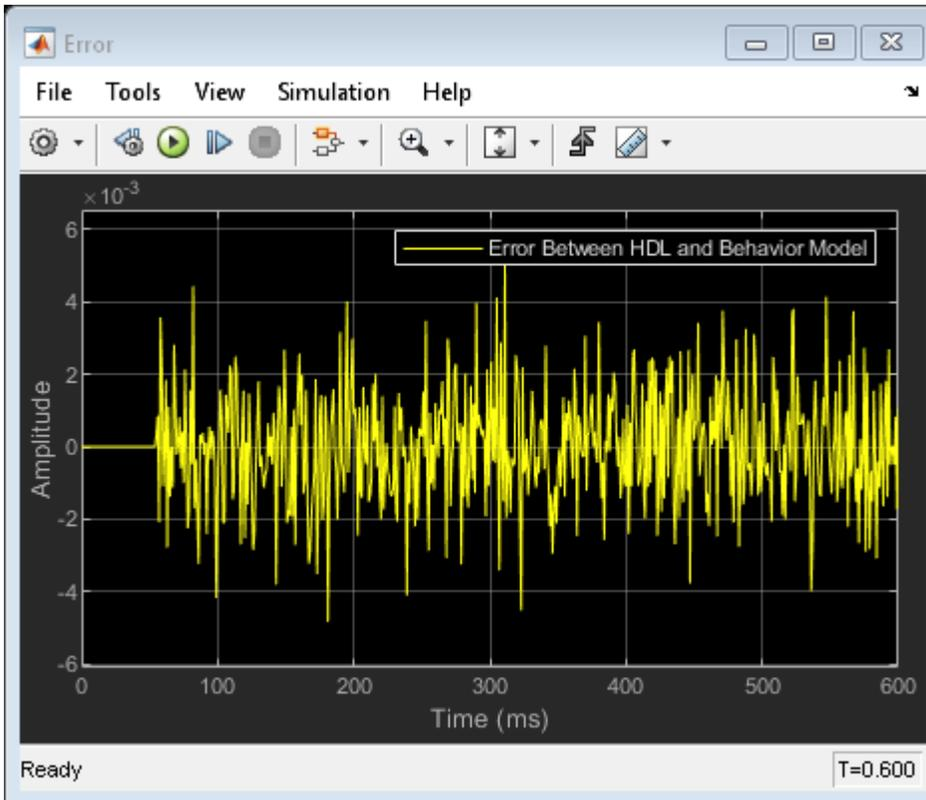 Error
File Tools View Simulation Help
×10-3
Error Between HDL and Behavior Model
6
4
2
0
-2
-4
-6
Amplitude
0 100 200 300 400 500 600
Time (ms)
Ready T=0.600